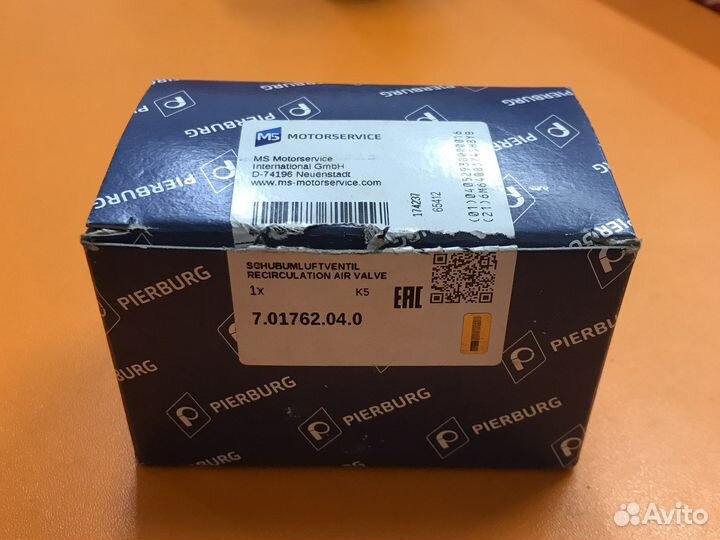 PIERBURG
PIERBURG
MS MOTORSERVICE
MS Motorservice
International GmbH
D-74196 Neuenstadt
www.ms-motorservice.com
174237
65412
SCHUBUMLUFTVENTIL
RECIRCULATION AIR VALVE
1x
K5
EAC
7.01762.04.0
PIERBURG
PIERBURG
PIERBURG
PIERBURG
PIERBURG
Avito